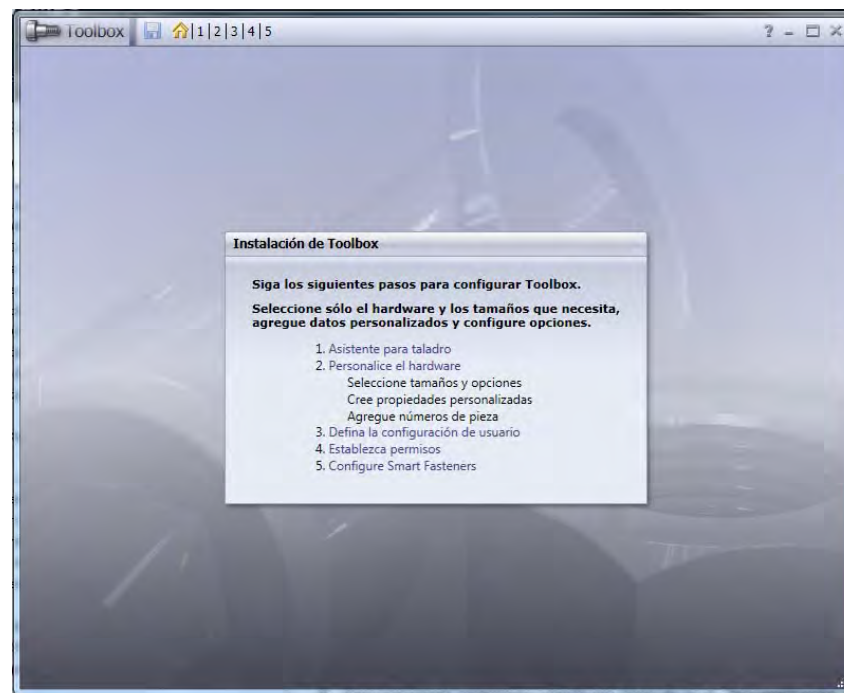 Toolbox |1|2|3|4|5 ?
Instalación de Toolbox
Siga los siguientes pasos para configurar Toolbox.
Seleccione sólo el hardware y los tamaños que necesita,
agregue datos personalizados y configure opciones.
1. Asistente para taladro
2. Personalice el hardware
Seleccione tamaños y opciones
Cree propiedades personalizadas
Agregue números de pieza
3. Defina la configuración de usuario
4. Establezca permisos
5. Configure Smart Fasteners